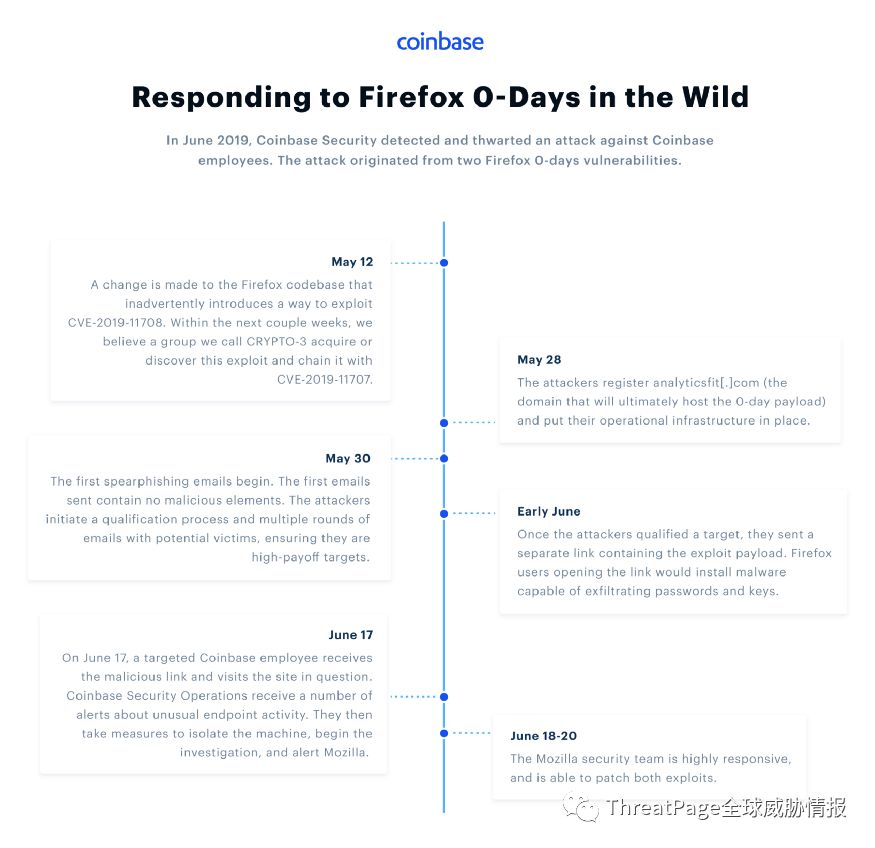 coinbase
Responding to Firefox 0-Days in the Wild
In June 2019, Coinbase Security detected and thwarted an attack against Coinbase
employees. The attack originated from two Firefox 0-days vulnerabilities.
May 12
A change is made to the Firefox codebase that
inadvertently introduces a way to exploit
CVE-2019-11708. Within the next couple weeks, we
believe a group we call CRYPTO-3 acquire or
discover this exploit and chain it with
CVE-2019-11707.
May 28
The attackers register analyticsfit[.]com (the
domain that will ultimately host the 0-day payload)
and put their operational infrastructure in place.
May 30
The first spearphishing emails begin. The first emails
sent contain no malicious elements. The attackers
initiate a qualification process and multiple rounds of
emails with potential victims, ensuring they are
high-payoff targets.
Early June
Once the attackers qualified a target, they sent a
separate link containing the exploit payload. Firefox
users opening the link would install malware
capable of exfiltrating passwords and keys.
June 17
On June 17, a targeted Coinbase employee receives
the malicious link and visits the site in question.
Coinbase Security Operations receive a number of
alerts about unusual endpoint activity. They then
take measures to isolate the machine, begin the
investigation, and alert Mozilla.
June 18-20
The Mozilla security team is highly responsive,
and is able to patch both exploits.
ThreatPage全球威胁情报